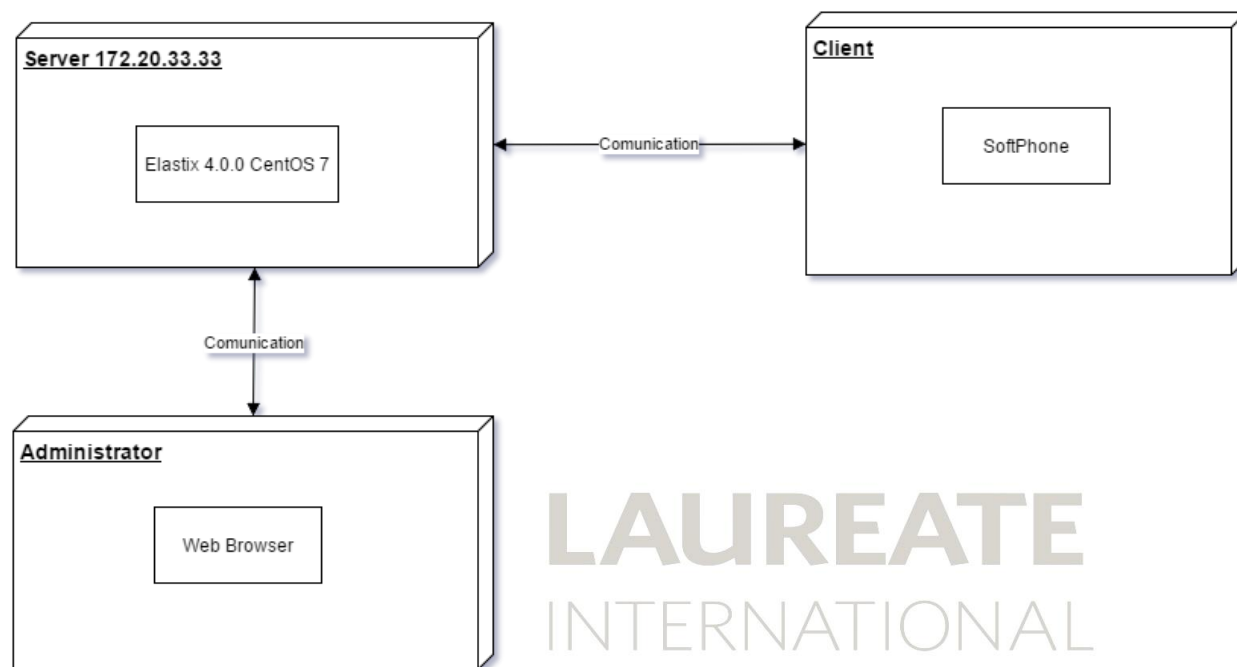 Server 172.20.33.33
Elastix 4.0.0 CentOS 7
Comunication
Client
SoftPhone
Comunication
Administrator
Web Browser
LAUREATE
INTERNATIONAL